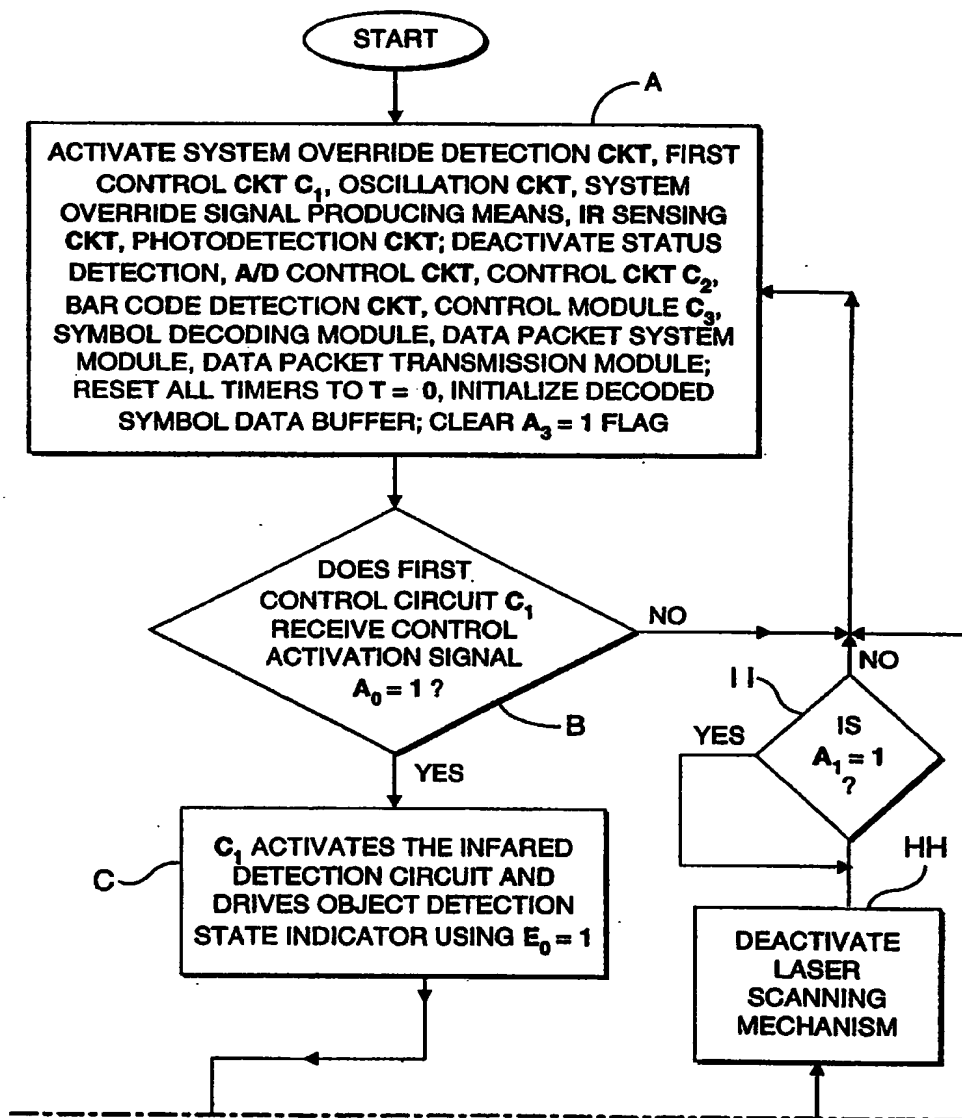 START
A
ACTIVATE SYSTEM OVERRIDE DETECTION CKT, FIRST
CONTROL CKT C₁, OSCILLATION CKT, SYSTEM
OVERRIDE SIGNAL PRODUCING MEANS, IR SENSING
CKT, PHOTODETECTION CKT; DEACTIVATE STATUS
DETECTION, A/D CONTROL CKT, CONTROL CKT C₂,
BAR CODE DETECTION CKT, CONTROL MODULE C₃,
SYMBOL DECODING MODULE, DATA PACKET SYSTEM
MODULE, DATA PACKET TRANSMISSION MODULE;
RESET ALL TIMERS TO T = 0, INITIALIZE DECODED
SYMBOL DATA BUFFER; CLEAR A₃ = 1 FLAG
DOES FIRST
CONTROL CIRCUIT C₁
RECEIVE CONTROL
ACTIVATION SIGNAL
A₀ = 1 ?
NO
B
YES
C
C₁ ACTIVATES THE INFARED
DETECTION CIRCUIT AND
DRIVES OBJECT DETECTION
STATE INDICATOR USING E₀ = 1
NO
II
YES
IS
A₁ = 1
?
HH
DEACTIVATE
LASER
SCANNING
MECHANISM